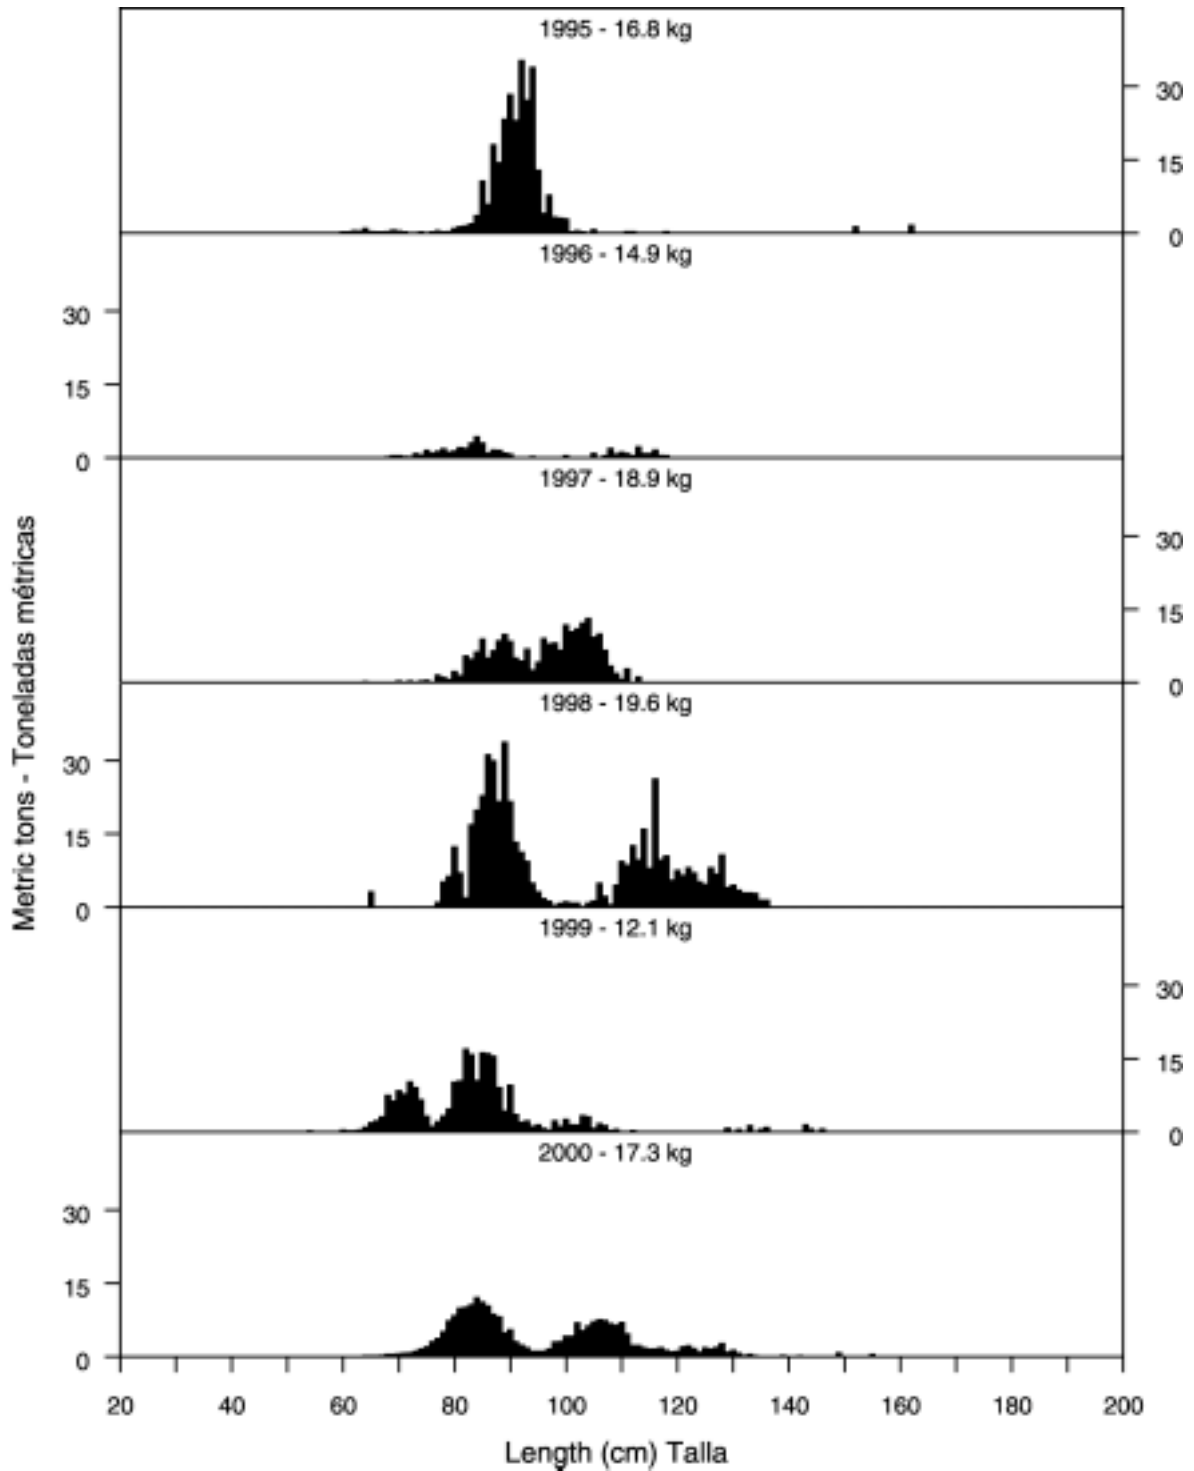 1995 - 16.8 kg
30
15
0
1996 - 14.9 kg
30
15
0
1997 - 18.9 kg
30
15
0
1998 - 19.6 kg
30
15
0
1999 - 12.1 kg
30
15
0
2000 - 17.3 kg
30
15
0
Metric tons - Toneladas métricas
20 40 60 80 100 120 140 160 180 200
Length (cm) Talla